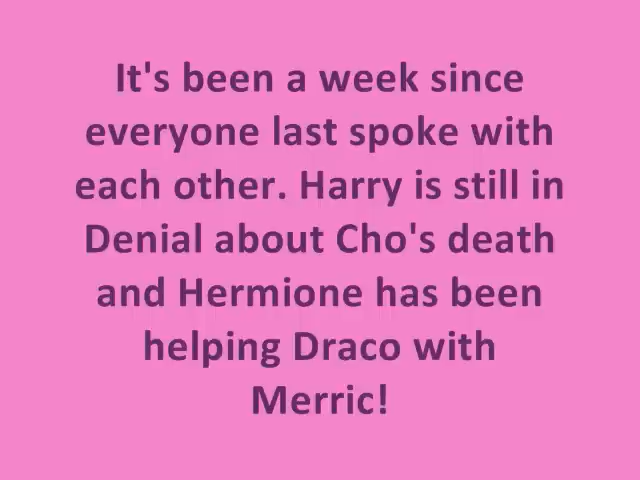 It's been a week since
everyone last spoke with
each other. Harry is still in
Denial about Cho's death
and Hermione has been
helping Draco with
Merric!